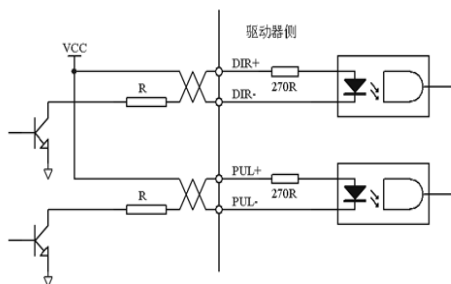 驱动器侧
VCC
DIR+
R
270R
DIR-
PUL+
R
270R
PUL-